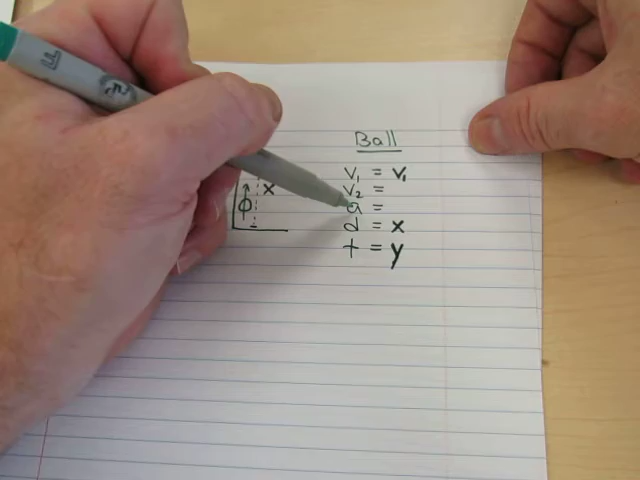 Ball
v₁ = v₁
v₂ =
a =
d = x
t = y
x
F